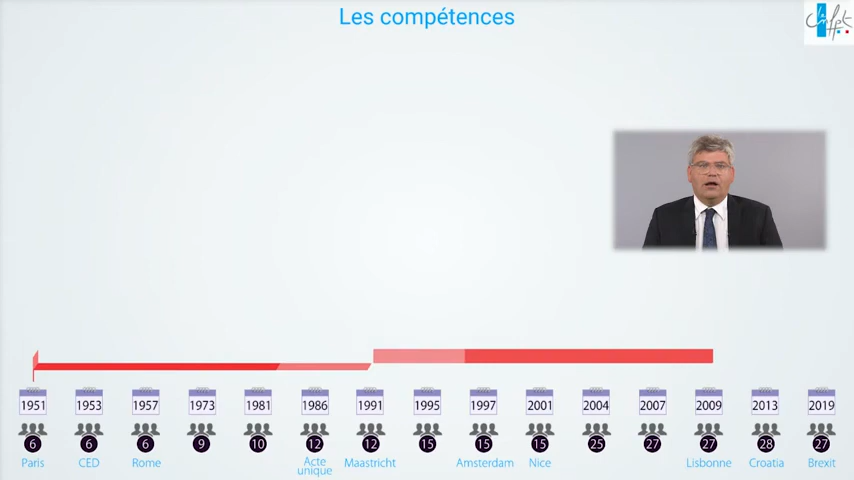 Les compétences
cnfpt
1951 1953 1957 1973 1981 1986 1991 1995 1997 2001 2004 2007 2009 2013 2019
6 6 6 9 10 12 12 15 15 15 25 27 27 28 27
Paris CED Rome Acte unique Maastricht Amsterdam Nice Lisbonne Croatia Brexit